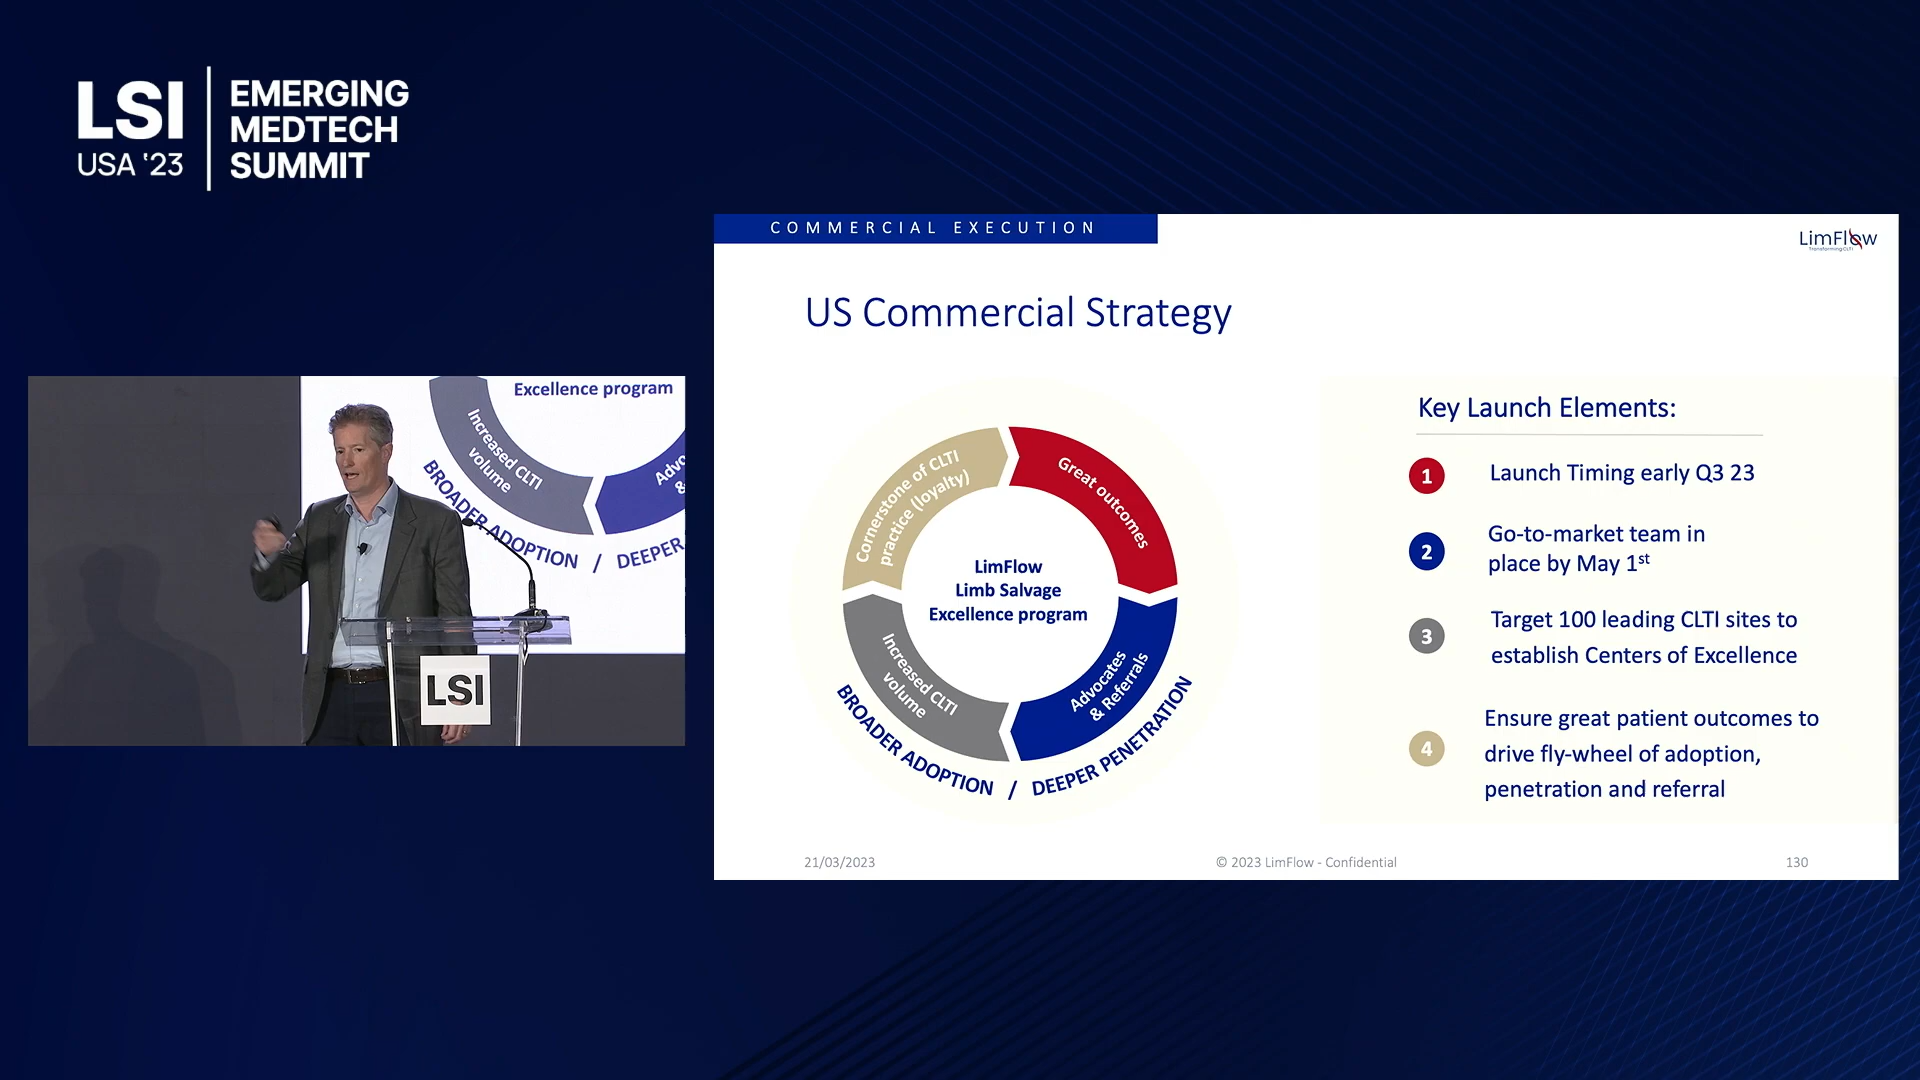 LSI
USA ‘23
EMERGING
MEDTECH
SUMMIT
COMMERCIAL EXECUTION
LimFlow
US Commercial Strategy
Cornerstone of CLTI
practice (loyalty)
Great outcomes
Advocates
& Referrals
Increased CLTI
volume
LimFlow
Limb Salvage
Excellence program
BROADER ADOPTION / DEEPER PENETRATION
Key Launch Elements:
1 Launch Timing early Q3 23
2 Go-to-market team in
place by May 1st
3 Target 100 leading CLTI sites to
establish Centers of Excellence
4 Ensure great patient outcomes to
drive fly-wheel of adoption,
penetration and referral
21/03/2023
© 2023 LimFlow - Confidential
130
Excellence program
Increased CLTI
volume
Advo
&
BROADER ADOPTION / DEEPER
LSI